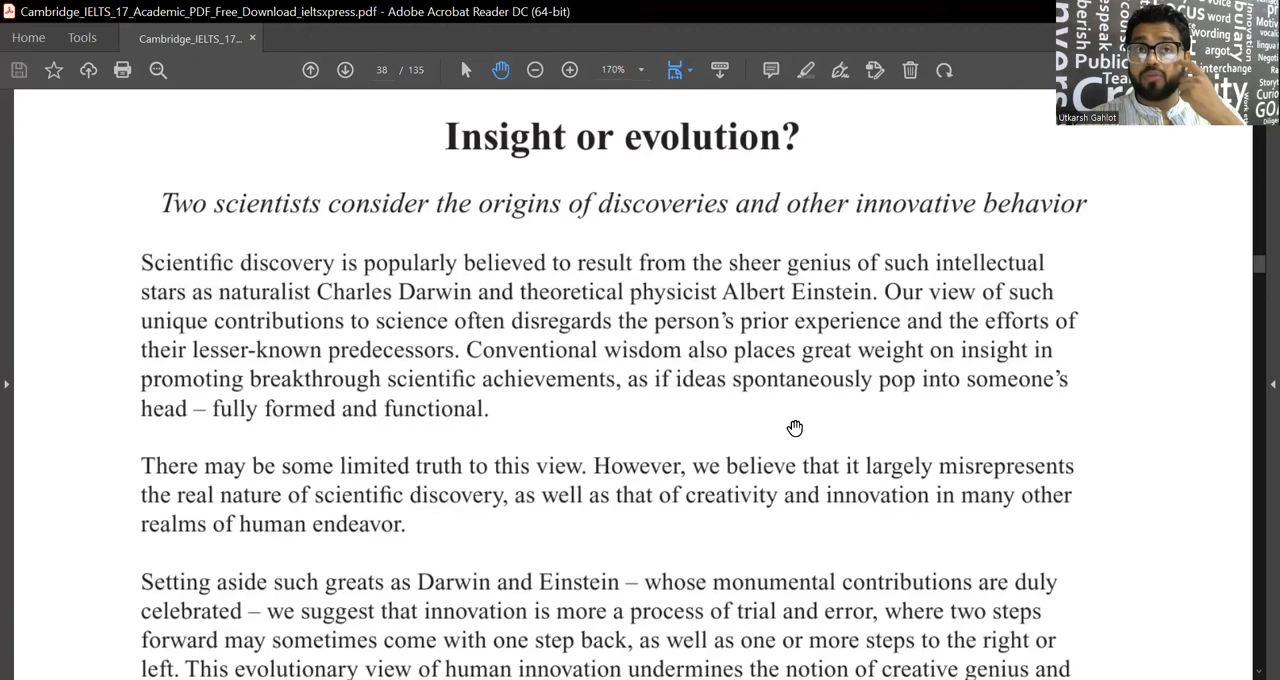 Cambridge_IELTS_17_Academic_PDF_Free_Download_ieltsxpress.pdf - Adobe Acrobat Reader DC (64-bit)
Home Tools Cambridge_IELTS_17... ×
38 / 135 170%
Insight or evolution?
Two scientists consider the origins of discoveries and other innovative behavior
Scientific discovery is popularly believed to result from the sheer genius of such intellectual
stars as naturalist Charles Darwin and theoretical physicist Albert Einstein. Our view of such
unique contributions to science often disregards the person's prior experience and the efforts of
their lesser-known predecessors. Conventional wisdom also places great weight on insight in
promoting breakthrough scientific achievements, as if ideas spontaneously pop into someone's
head – fully formed and functional.
There may be some limited truth to this view. However, we believe that it largely misrepresents
the real nature of scientific discovery, as well as that of creativity and innovation in many other
realms of human endeavor.
Setting aside such greats as Darwin and Einstein – whose monumental contributions are duly
celebrated – we suggest that innovation is more a process of trial and error, where two steps
forward may sometimes come with one step back, as well as one or more steps to the right or
left. This evolutionary view of human innovation undermines the notion of creative genius and
word
wording
argot
interchange
Public
Utkarsh Gahlot